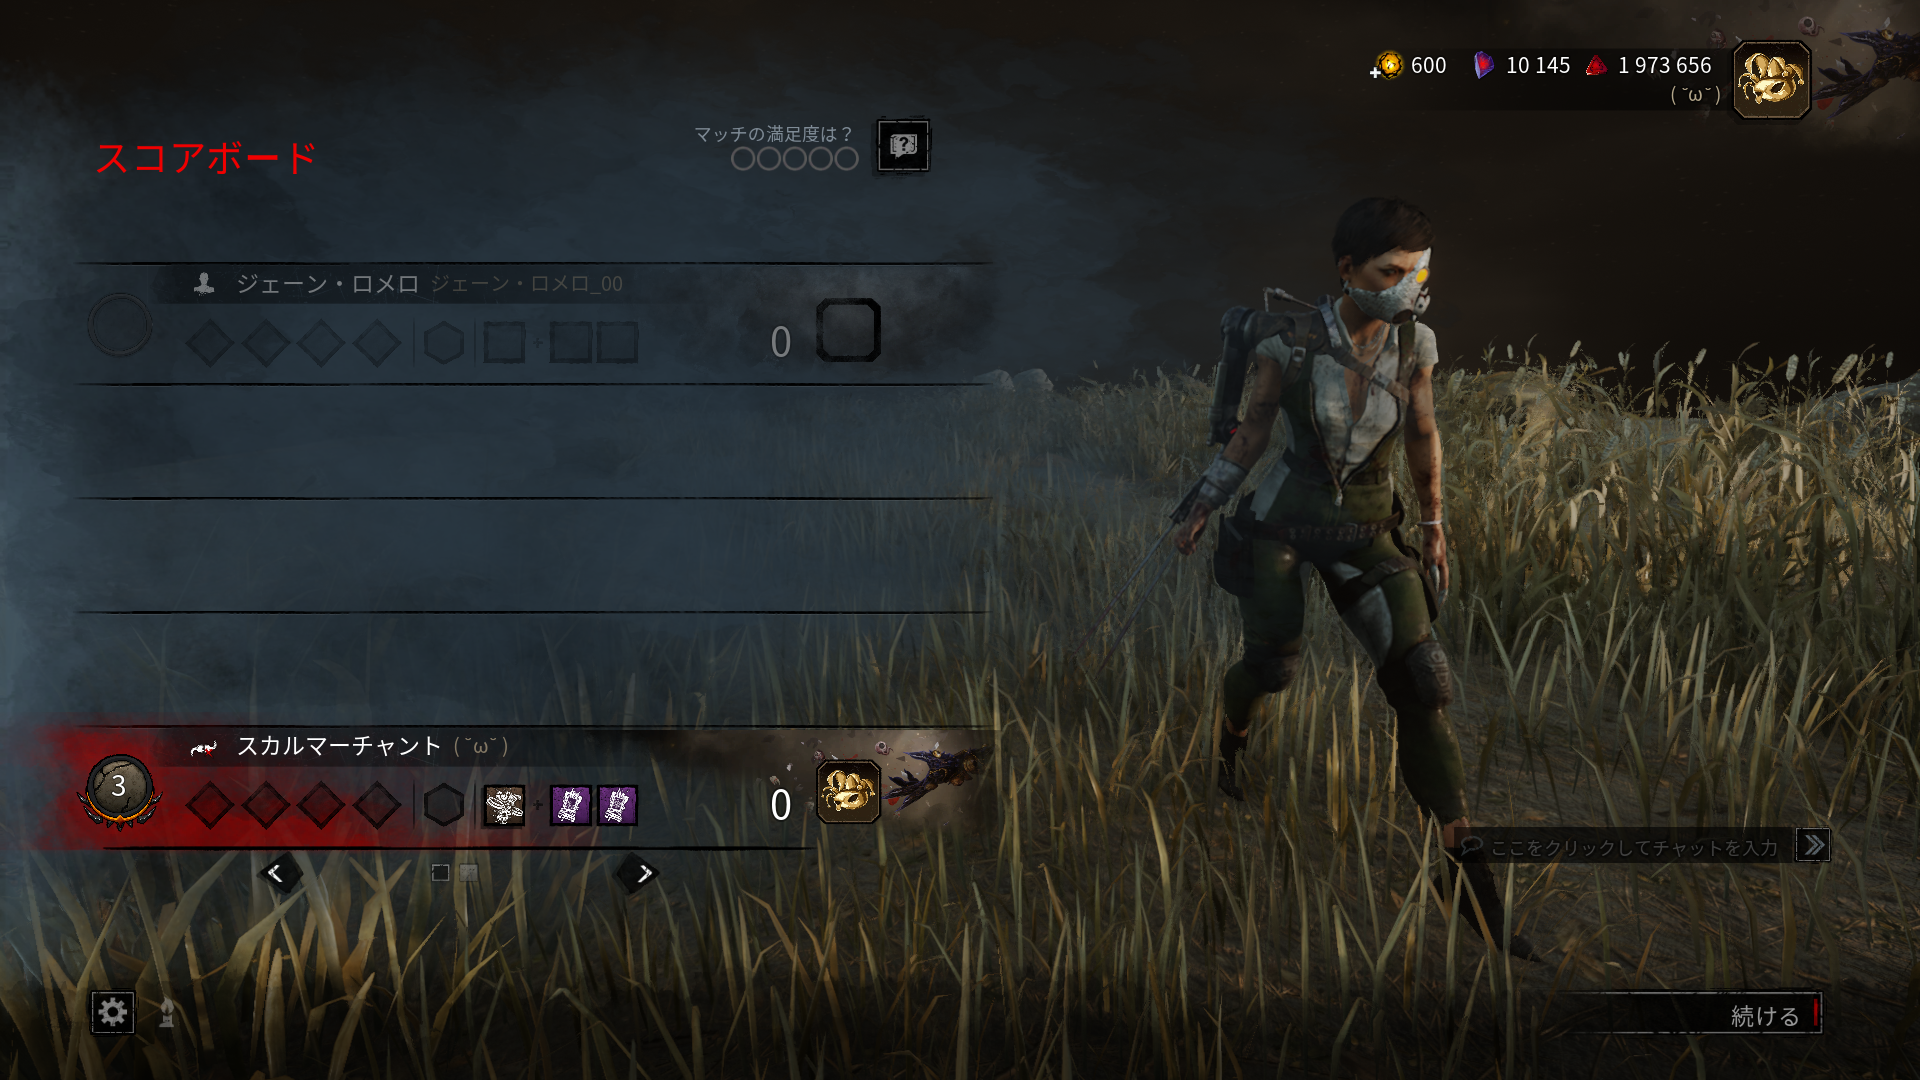 600 10 145 1 973 656
(˘ω˘)
マッチの満足度は？
スコアボード
ジェーン・ロメロ ジェーン・ロメロ_00
0
スカルマーチャント (˘ω˘)
3
0
ここをクリックしてチャットを入力
続ける